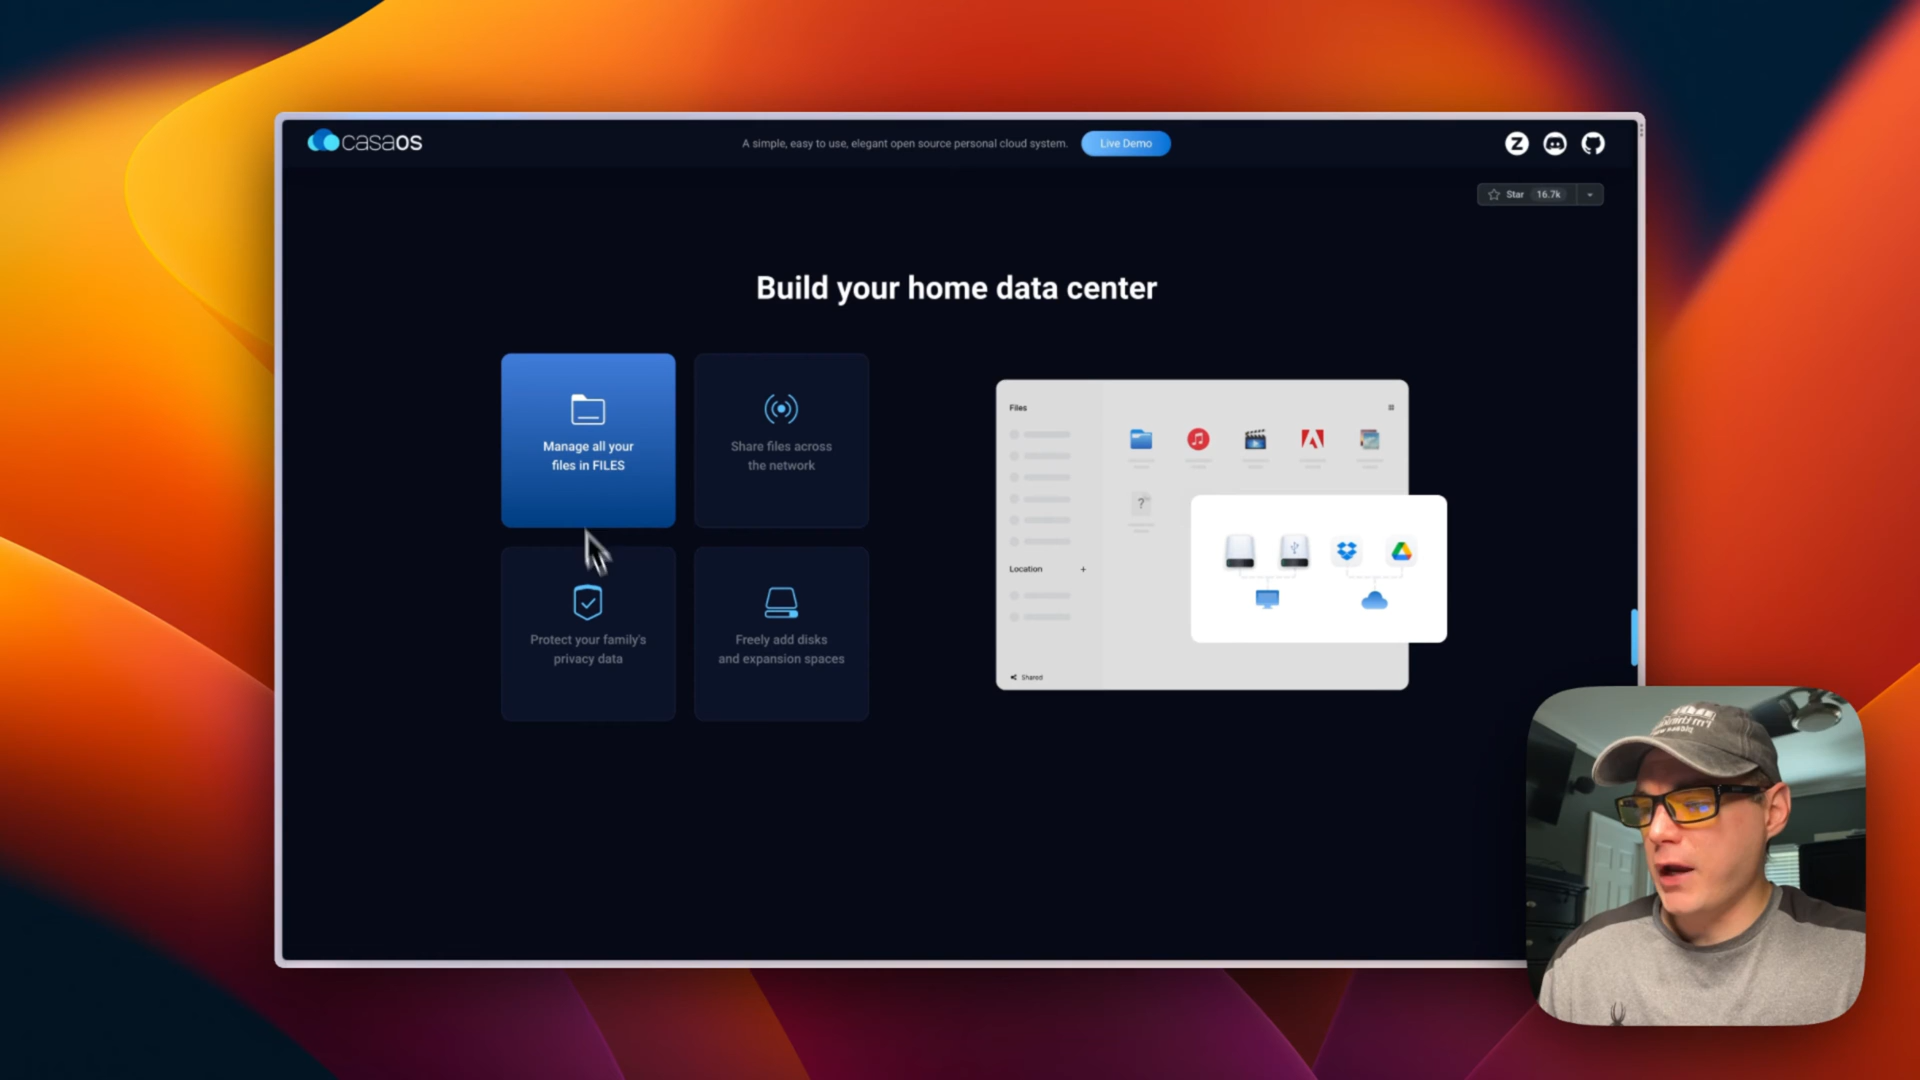 casaOS
A simple, easy to use, elegant open source personal cloud system.
Live Demo
Z
Star 16.7k
Build your home data center
Manage all your
files in FILES
Share files across
the network
Protect your family's
privacy data
Freely add disks
and expansion spaces
Files
?
Location +
Shared